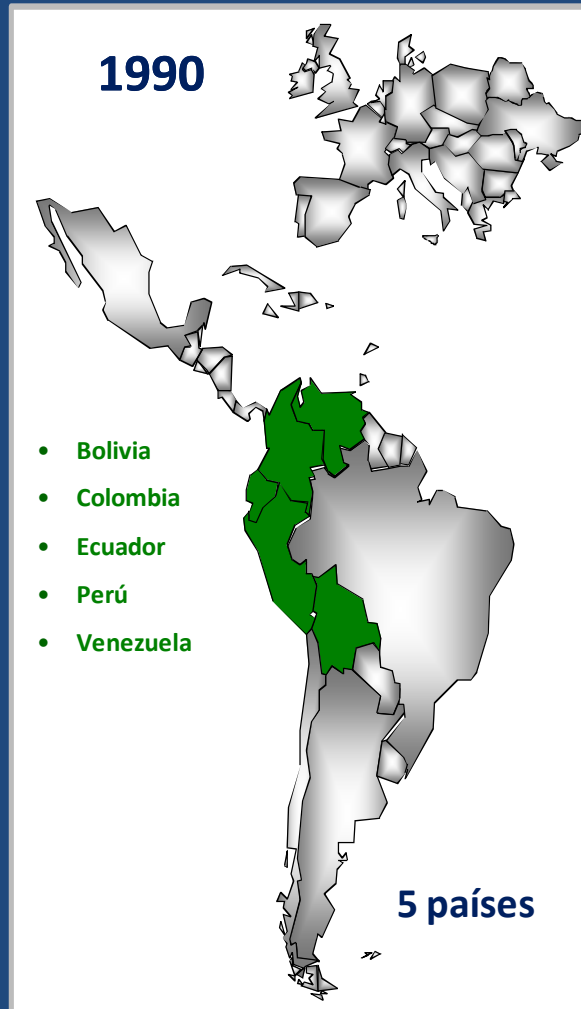 1990
• Bolivia
• Colombia
• Ecuador
• Perú
• Venezuela
5 países